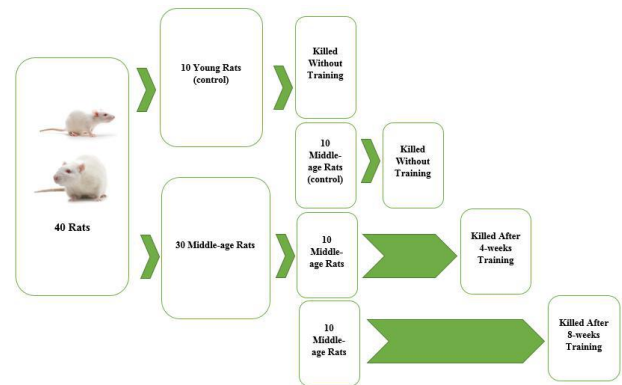 40 Rats
10 Young Rats
(control)
Killed
Without
Training
30 Middle-age Rats
10
Middle-
age Rats
(control)
Killed
Without
Training
10
Middle-
age Rats
Killed After
4-weeks
Training
10
Middle-
age Rats
Killed After
8-weeks
Training